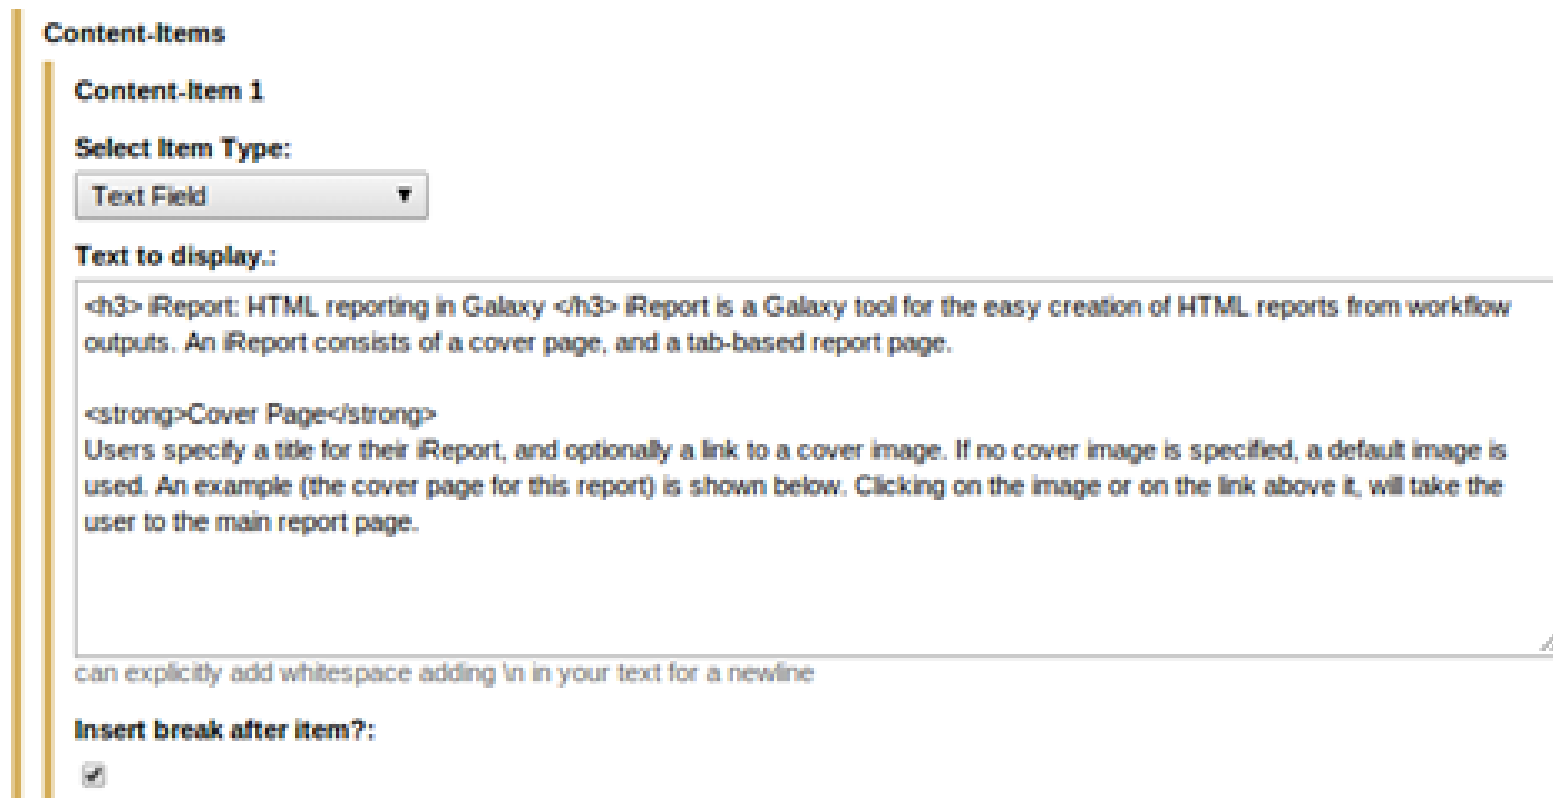 Content-Items
Content-Item 1
Select Item Type:
Text Field
Text to display.:
<h3> iReport: HTML reporting in Galaxy </h3> iReport is a Galaxy tool for the easy creation of HTML reports from workflow
outputs. An iReport consists of a cover page, and a tab-based report page.
<strong>Cover Page</strong>
Users specify a title for their iReport, and optionally a link to a cover image. If no cover image is specified, a default image is
used. An example (the cover page for this report) is shown below. Clicking on the image or on the link above it, will take the
user to the main report page.
can explicitly add whitespace adding \n in your text for a newline
Insert break after item?: